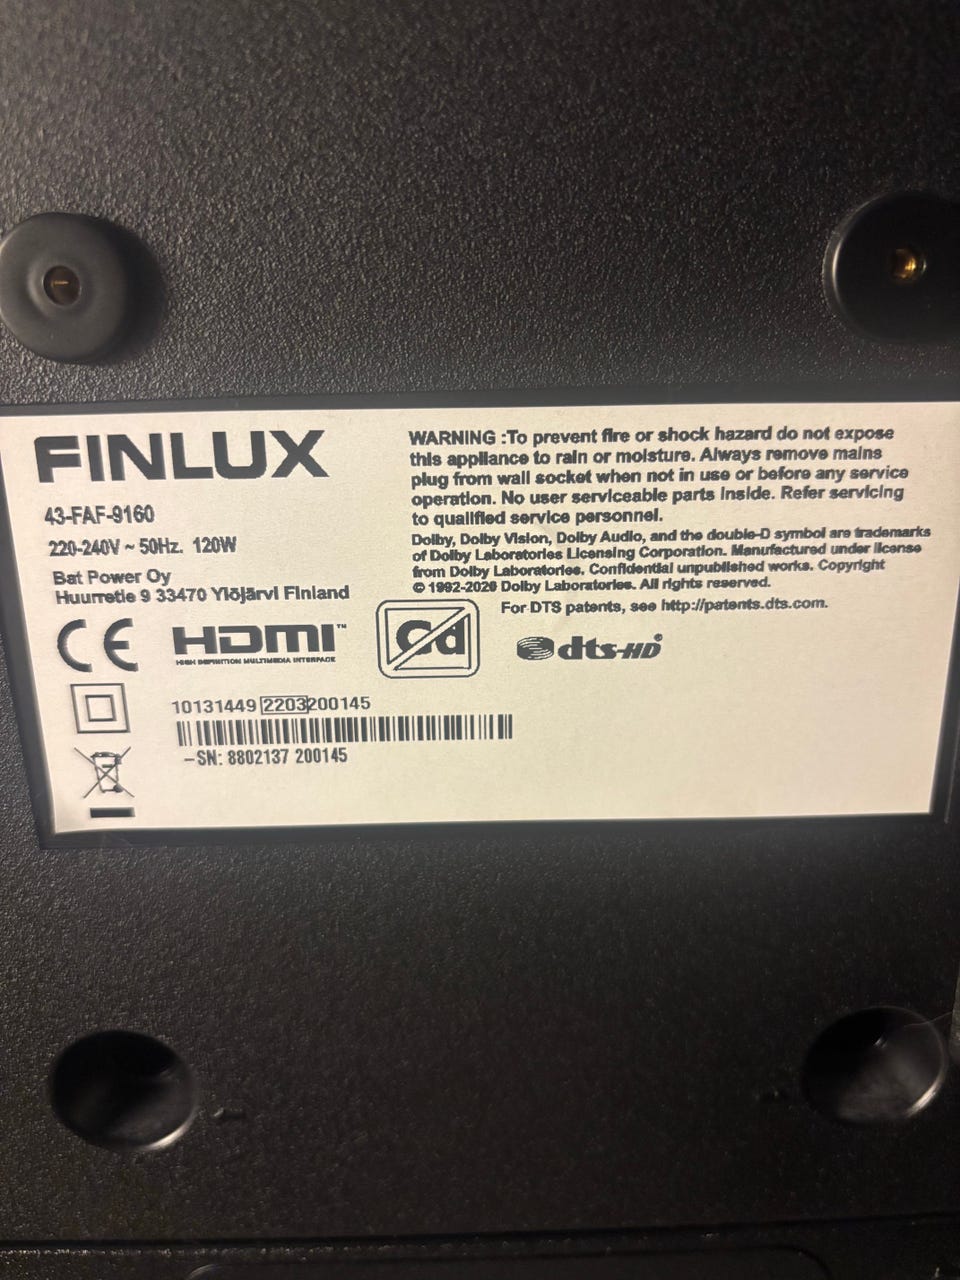 FINLUX
43-FAF-9160
220-240V ~ 50Hz. 120W
Bat Power Oy
Huurretie 9 33470 Ylöjärvi Finland
CE
HDMI™
HIGH DEFINITION MULTIMEDIA INTERFACE
WARNING :To prevent fire or shock hazard do not expose
this appliance to rain or moisture. Always remove mains
plug from wall socket when not in use or before any service
operation. No user serviceable parts inside. Refer servicing
to qualified service personnel.
Dolby, Dolby Vision, Dolby Audio, and the double-D symbol are trademarks
of Dolby Laboratories Licensing Corporation. Manufactured under license
from Dolby Laboratories. Confidential unpublished works. Copyright
© 1992-2020 Dolby Laboratories. All rights reserved.
For DTS patents, see http://patents.dts.com.
Cd
dts-HD®
10131449 2203200145
-SN: 8802137 200145